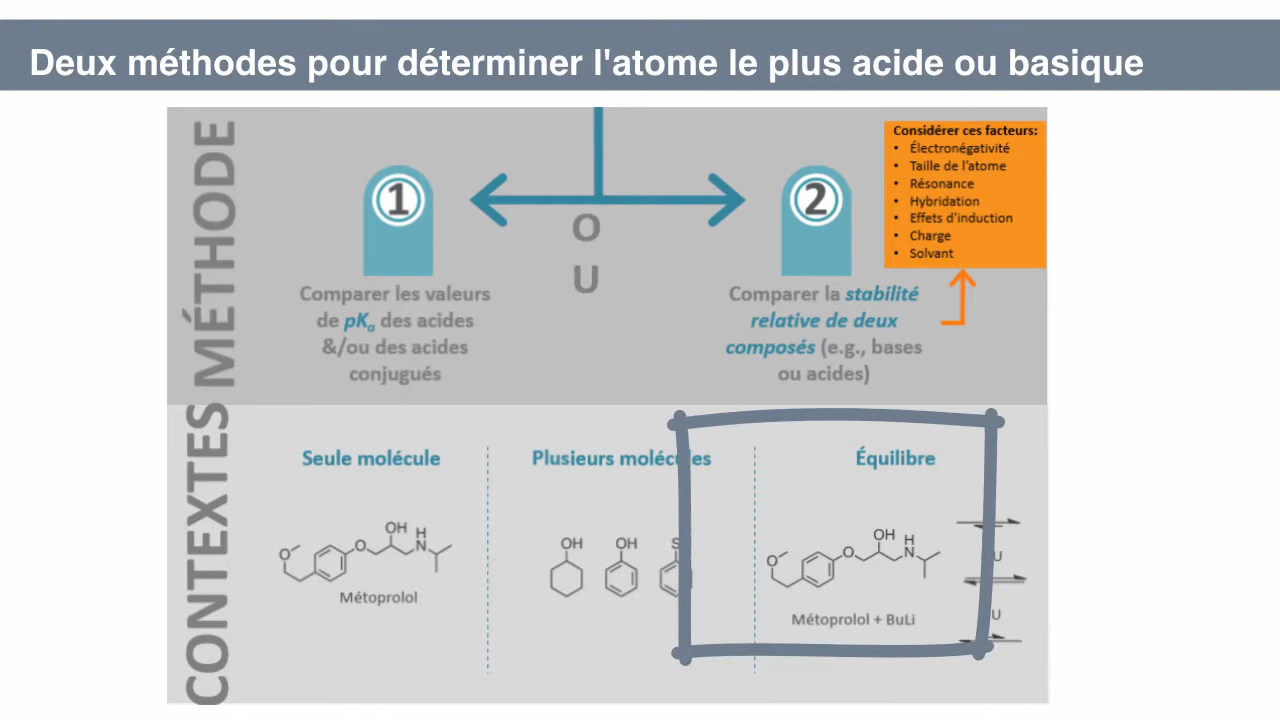 Deux méthodes pour déterminer l'atome le plus acide ou basique
MÉTHODE
1
O
U
2
Considérer ces facteurs:
• Électronégativité
• Taille de l'atome
• Résonance
• Hybridation
• Effets d'induction
• Charge
• Solvant
Comparer les valeurs
de pKa des acides
&/ou des acides
conjugués
Comparer la stabilité
relative de deux
composés (e.g., bases
ou acides)
CONTEXTES
Seule molécule
Plusieurs molécules
Équilibre
OH
H
N
O
O
Métoprolol
OH
OH
S
OH
H
N
O
O
Métoprolol + BuLi
U
U